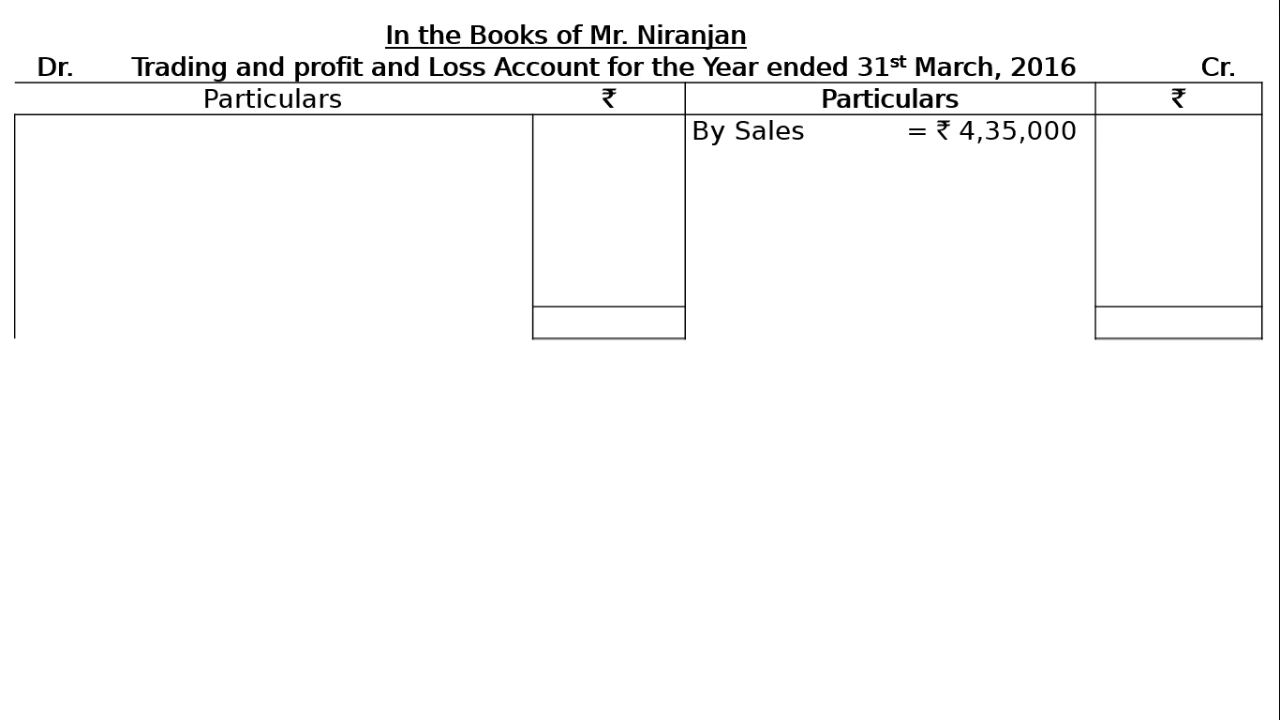 In the Books of Mr. Niranjan
Dr. Trading and profit and Loss Account for the Year ended 31st March, 2016 Cr.
Particulars ₹ Particulars ₹
By Sales = ₹ 4,35,000